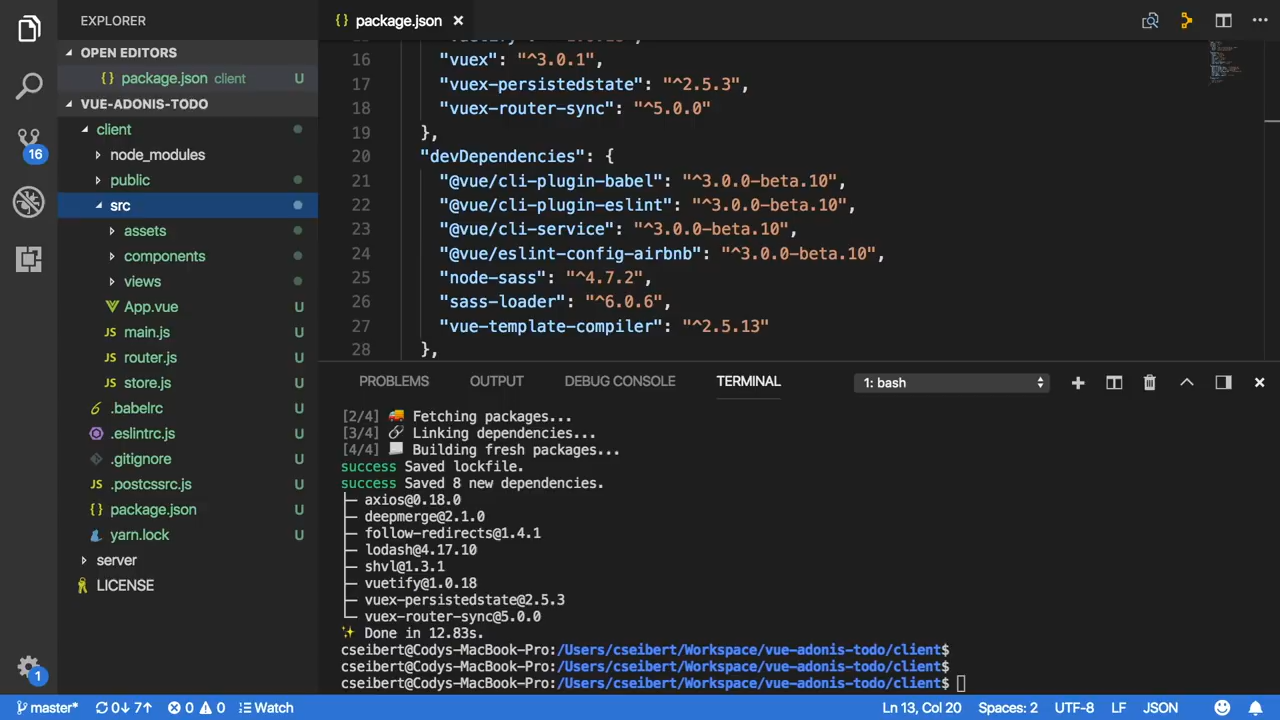 EXPLORER
OPEN EDITORS
{} package.json client U
VUE-ADONIS-TODO
client
node_modules
public
src
assets
components
views
App.vue U
JS main.js U
JS router.js U
JS store.js U
.babelrc U
.eslintrc.js U
.gitignore U
JS .postcssrc.js U
{} package.json U
yarn.lock U
server
LICENSE
16
1
{} package.json
16 "vuex": "^3.0.1",
17 "vuex-persistedstate": "^2.5.3",
18 "vuex-router-sync": "^5.0.0"
19 },
20 "devDependencies": {
21 "@vue/cli-plugin-babel": "^3.0.0-beta.10",
22 "@vue/cli-plugin-eslint": "^3.0.0-beta.10",
23 "@vue/cli-service": "^3.0.0-beta.10",
24 "@vue/eslint-config-airbnb": "^3.0.0-beta.10",
25 "node-sass": "^4.7.2",
26 "sass-loader": "^6.0.6",
27 "vue-template-compiler": "^2.5.13"
28 },
PROBLEMS OUTPUT DEBUG CONSOLE TERMINAL 1: bash
[2/4] 🚚 Fetching packages...
[3/4] 🔗 Linking dependencies...
[4/4] 📃 Building fresh packages...
success Saved lockfile.
success Saved 8 new dependencies.
├─ axios@0.18.0
├─ deepmerge@2.1.0
├─ follow-redirects@1.4.1
├─ lodash@4.17.10
├─ shvl@1.3.1
├─ vuetify@1.0.18
├─ vuex-persistedstate@2.5.3
└─ vuex-router-sync@5.0.0
✨ Done in 12.83s.
cseibert@Codys-MacBook-Pro:/Users/cseibert/Workspace/vue-adonis-todo/client$
cseibert@Codys-MacBook-Pro:/Users/cseibert/Workspace/vue-adonis-todo/client$
cseibert@Codys-MacBook-Pro:/Users/cseibert/Workspace/vue-adonis-todo/client$
master* 0↓ 7↑ 0 0 Watch Ln 13, Col 20 Spaces: 2 UTF-8 LF JSON